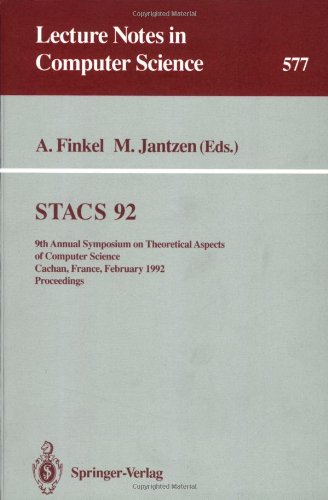 Lecture Notes in
Computer Science
577
A. Finkel M. Jantzen (Eds.)
STACS 92
9th Annual Symposium on Theoretical Aspects
of Computer Science
Cachan, France, February 1992
Proceedings
Springer-Verlag